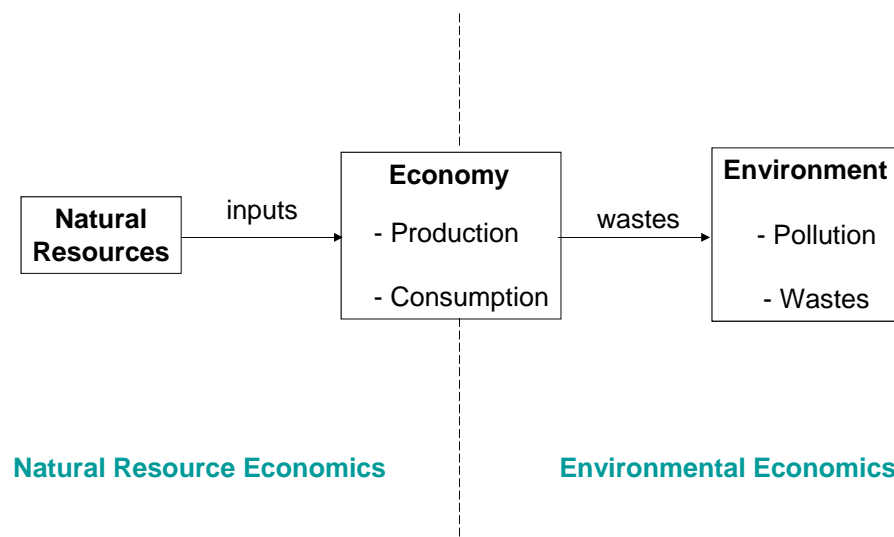 Natural
Resources
inputs
Economy
- Production
- Consumption
wastes
Environment
- Pollution
- Wastes
Natural Resource Economics
Environmental Economics